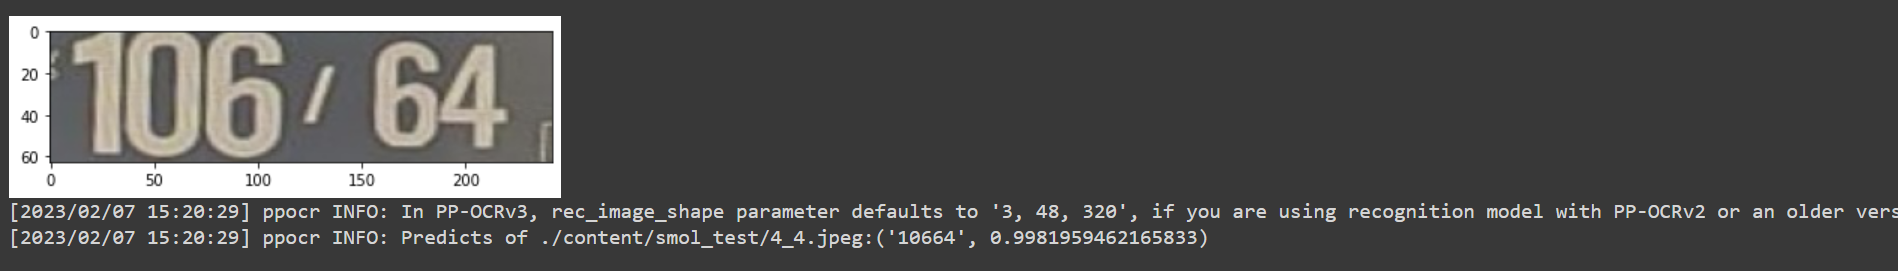 0
20
40
60
106 / 64
0 50 100 150 200
[2023/02/07 15:20:29] ppocr INFO: In PP-OCRv3, rec_image_shape parameter defaults to '3, 48, 320', if you are using recognition model with PP-OCRv2 or an older vers
[2023/02/07 15:20:29] ppocr INFO: Predicts of ./content/smol_test/4_4.jpeg:('10664', 0.9981959462165833)